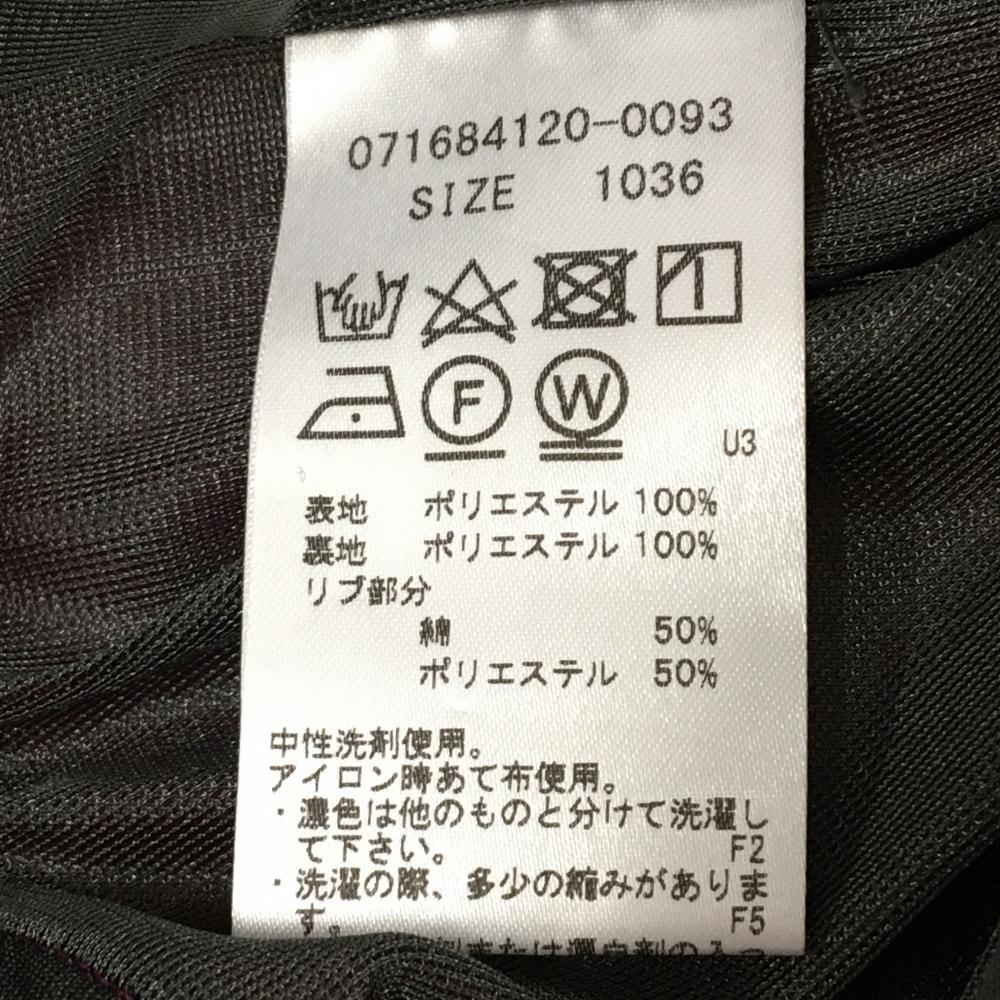 071684120-0093
SIZE 1036
F W
U3
表地 ポリエステル 100%
裏地 ポリエステル 100%
リブ部分
綿 50%
ポリエステル 50%
中性洗剤使用。
アイロン時あて布使用。
・濃色は他のものと分けて洗濯し
て下さい。 F2
・洗濯の際、多少の縮みがありま
す。 F5